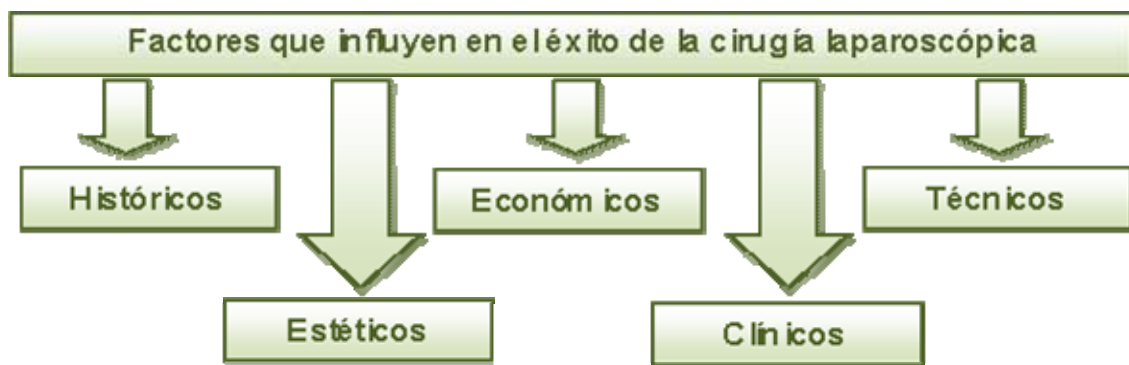 Factores que influyen en el éxito de la cirugía laparoscópica
Históricos
Económicos
Técnicos
Estéticos
Clínicos